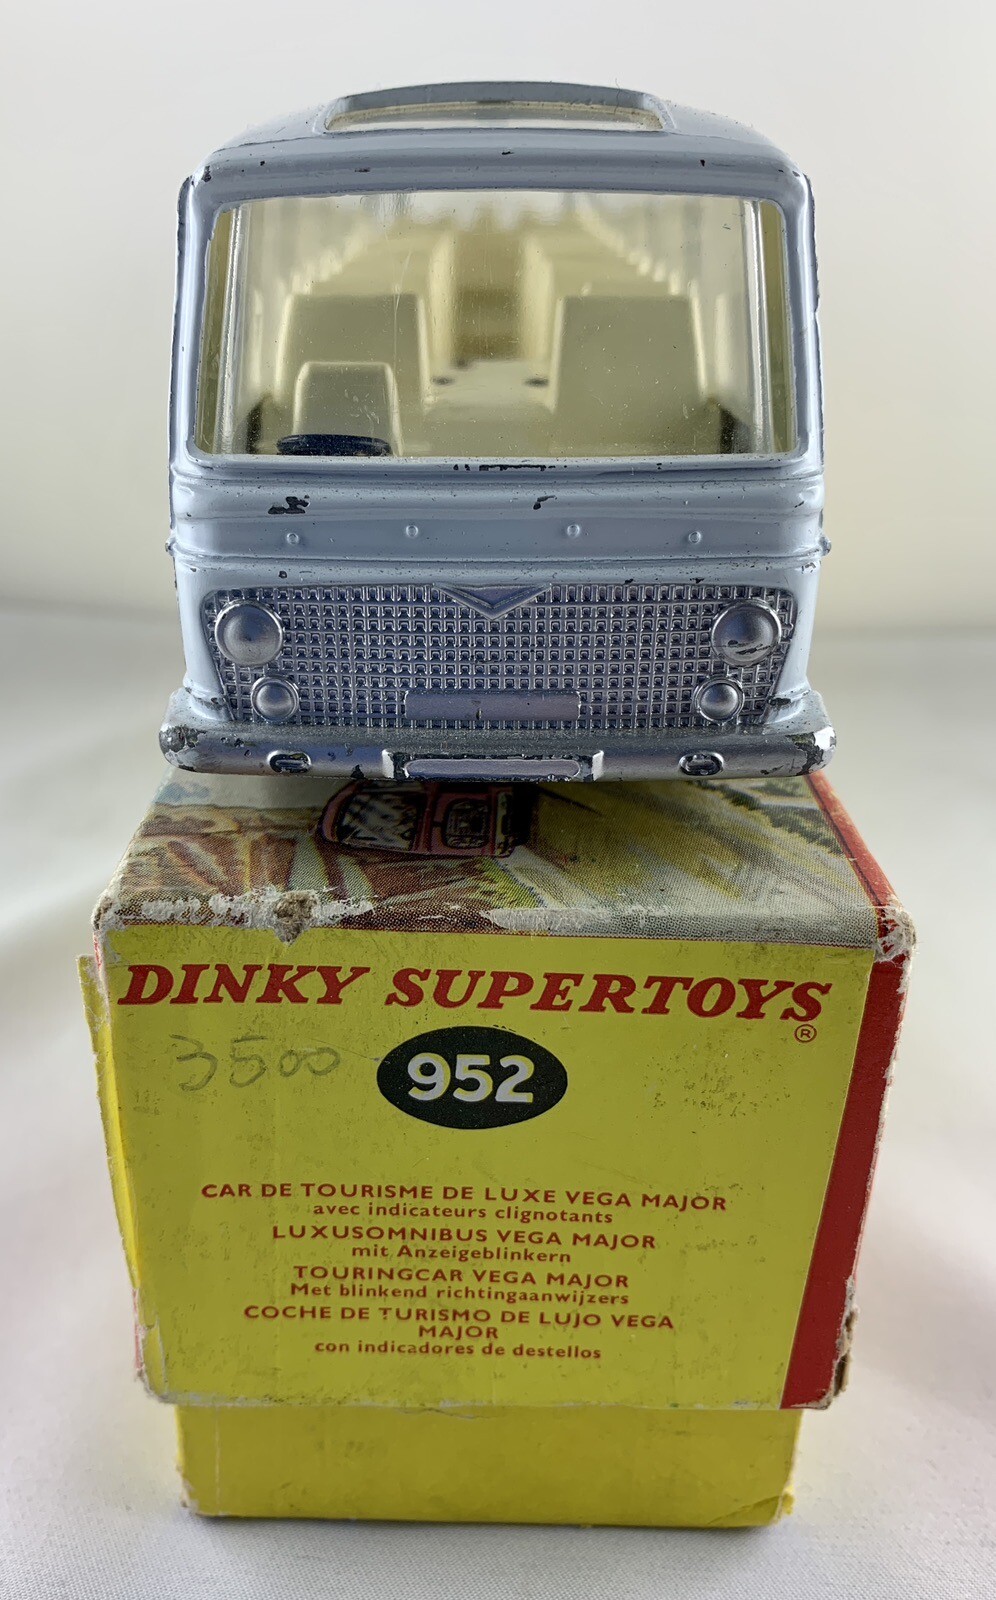 DINKY SUPERTOYS
®
3500
952
CAR DE TOURISME DE LUXE VEGA MAJOR
avec indicateurs clignotants
LUXUSOMNIBUS VEGA MAJOR
mit Anzeigeblinkern
TOURINGCAR VEGA MAJOR
Met blinkend richtingaanwijzers
COCHE DE TURISMO DE LUJO VEGA
MAJOR
con indicadores de destellos